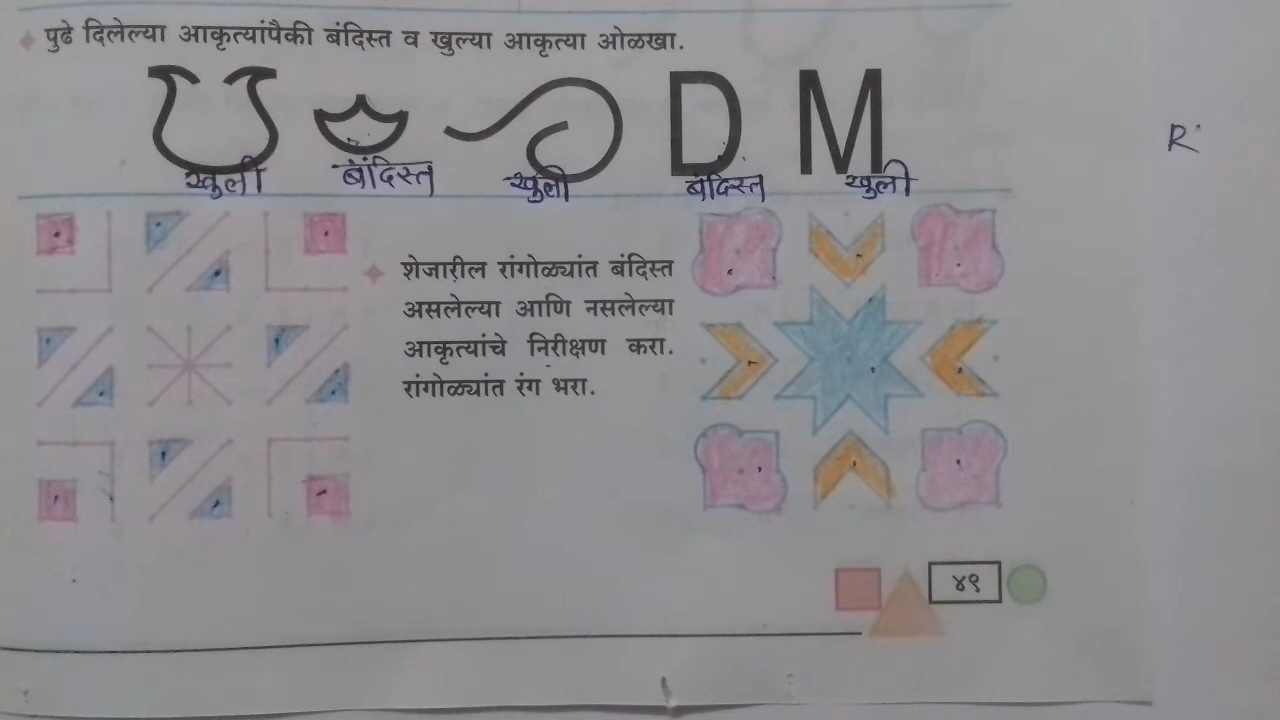 पुढे दिलेल्या आकृत्यांपैकी बंदिस्त व खुल्या आकृत्या ओळखा.
D M
R
खुली बंदिस्त खुली बंदिस्त खुली
शेजारील रांगोळ्यांत बंदिस्त
असलेल्या आणि नसलेल्या
आकृत्यांचे निरीक्षण करा.
रांगोळ्यांत रंग भरा.
४९